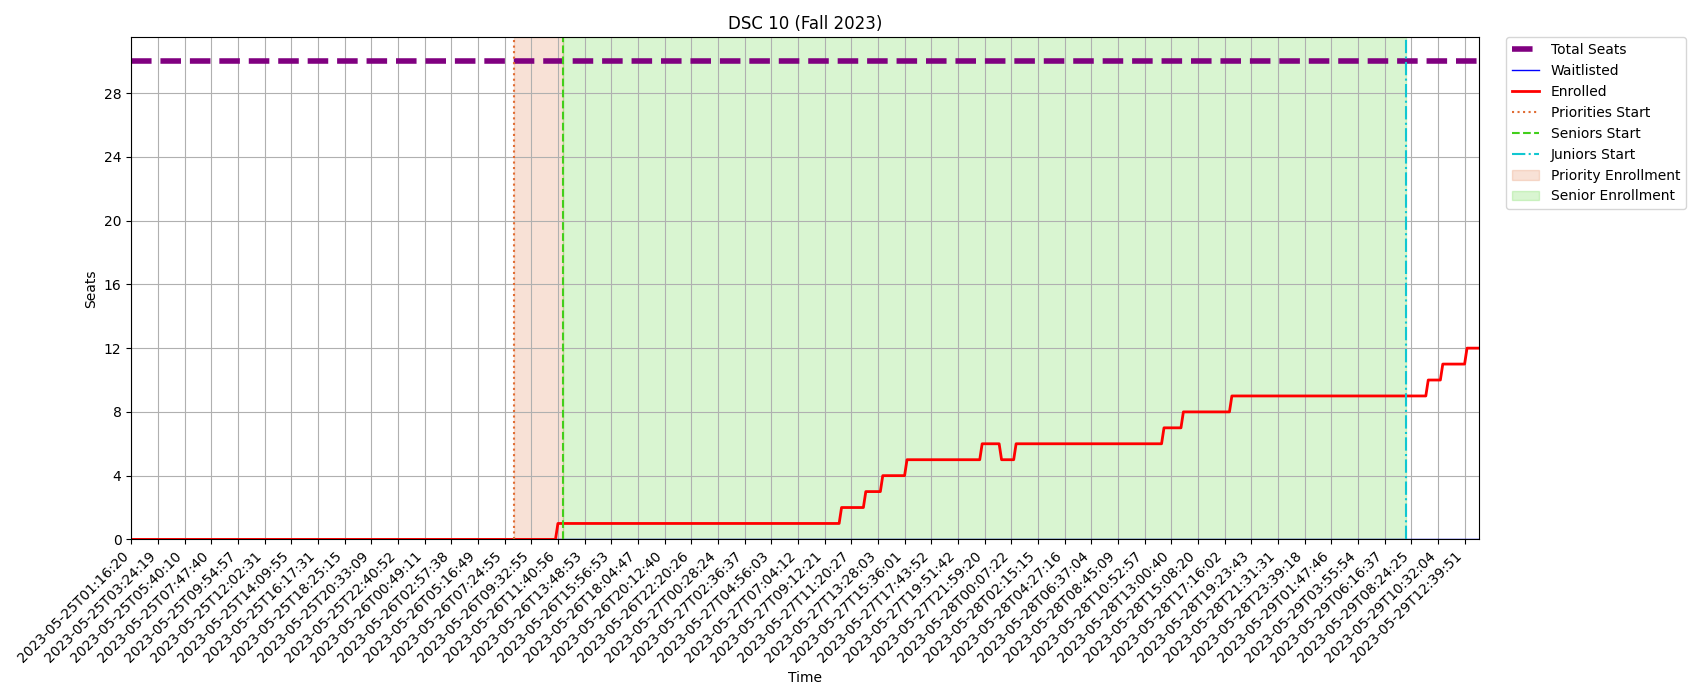 DSC 10 (Fall 2023)
Total Seats
Waitlisted
Enrolled
Priorities Start
Seniors Start
Juniors Start
Priority Enrollment
Senior Enrollment
Seats
28
24
20
16
12
8
4
0
2023-05-25T01:16:20
2023-05-25T03:24:19
2023-05-25T05:40:10
2023-05-25T07:47:40
2023-05-25T09:54:57
2023-05-25T12:02:31
2023-05-25T14:09:55
2023-05-25T16:17:31
2023-05-25T18:25:15
2023-05-25T20:33:09
2023-05-25T22:40:52
2023-05-26T00:49:11
2023-05-26T02:57:38
2023-05-26T05:16:49
2023-05-26T07:24:55
2023-05-26T09:32:55
2023-05-26T11:40:56
2023-05-26T13:48:53
2023-05-26T15:56:53
2023-05-26T18:04:47
2023-05-26T20:12:40
2023-05-26T22:20:26
2023-05-27T00:28:24
2023-05-27T02:36:37
2023-05-27T04:56:03
2023-05-27T07:04:12
2023-05-27T09:12:21
2023-05-27T11:20:27
2023-05-27T13:28:03
2023-05-27T15:36:01
2023-05-27T17:43:52
2023-05-27T19:51:42
2023-05-27T21:59:20
2023-05-28T00:07:22
2023-05-28T02:15:15
2023-05-28T04:27:16
2023-05-28T06:37:04
2023-05-28T08:45:09
2023-05-28T10:52:57
2023-05-28T13:00:40
2023-05-28T15:08:20
2023-05-28T17:16:02
2023-05-28T19:23:43
2023-05-28T21:31:31
2023-05-28T23:39:18
2023-05-29T01:47:46
2023-05-29T03:55:54
2023-05-29T06:16:37
2023-05-29T08:24:25
2023-05-29T10:32:04
2023-05-29T12:39:51
Time